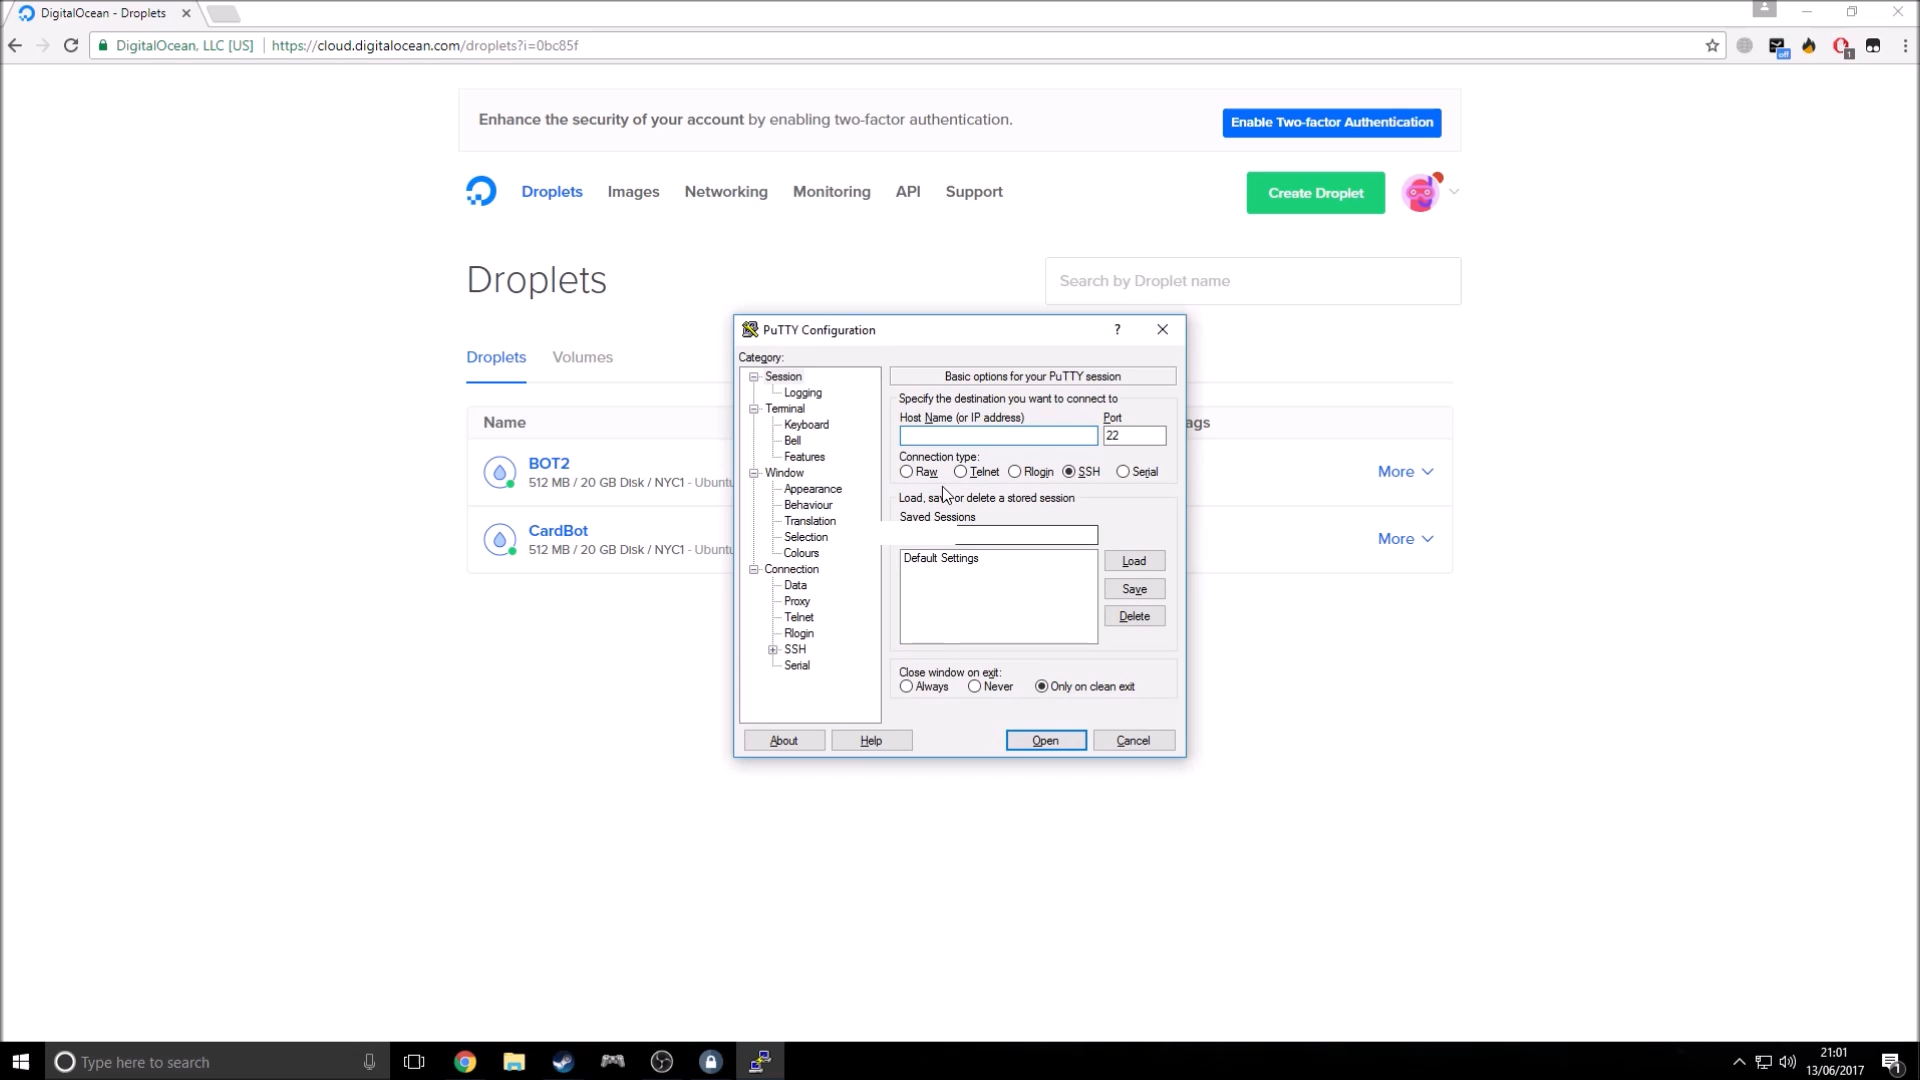 DigitalOcean - Droplets
DigitalOcean, LLC [US] https://cloud.digitalocean.com/droplets?i=0bc85f
off
1
Enhance the security of your account by enabling two-factor authentication.
Enable Two-factor Authentication
Droplets Images Networking Monitoring API Support
Create Droplet
Droplets
Search by Droplet name
Droplets Volumes
Name
ags
BOT2
512 MB / 20 GB Disk / NYC1 - Ubuntu
More
CardBot
512 MB / 20 GB Disk / NYC1 - Ubuntu
More
PuTTY Configuration
?
Category:
Session
Logging
Terminal
Keyboard
Bell
Features
Window
Appearance
Behaviour
Translation
Selection
Colours
Connection
Data
Proxy
Telnet
Rlogin
SSH
Serial
Basic options for your PuTTY session
Specify the destination you want to connect to
Host Name (or IP address) Port
22
Connection type:
Raw Telnet Rlogin SSH Serial
Load, save or delete a stored session
Saved Sessions
Default Settings
Load
Save
Delete
Close window on exit:
Always Never Only on clean exit
About Help Open Cancel
Type here to search
21:01
13/06/2017
1